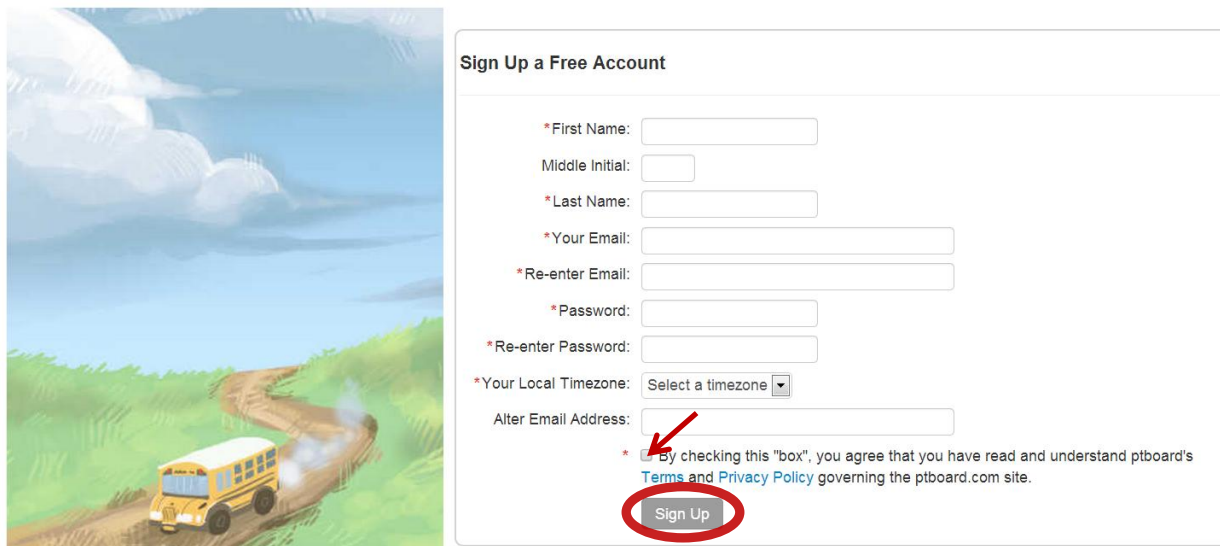 Sign Up a Free Account
*First Name:
Middle Initial:
*Last Name:
*Your Email:
*Re-enter Email:
*Password:
*Re-enter Password:
*Your Local Timezone: Select a timezone
Alter Email Address:
* By checking this "box", you agree that you have read and understand ptboard's
Terms and Privacy Policy governing the ptboard.com site.
Sign Up